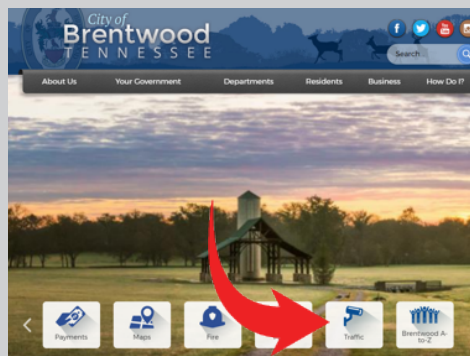 City of
Brentwood
TENNESSEE
Search...
About Us Your Government Departments Residents Business How Do I?
Payments Maps Fire Traffic Brentwood A-
to-Z